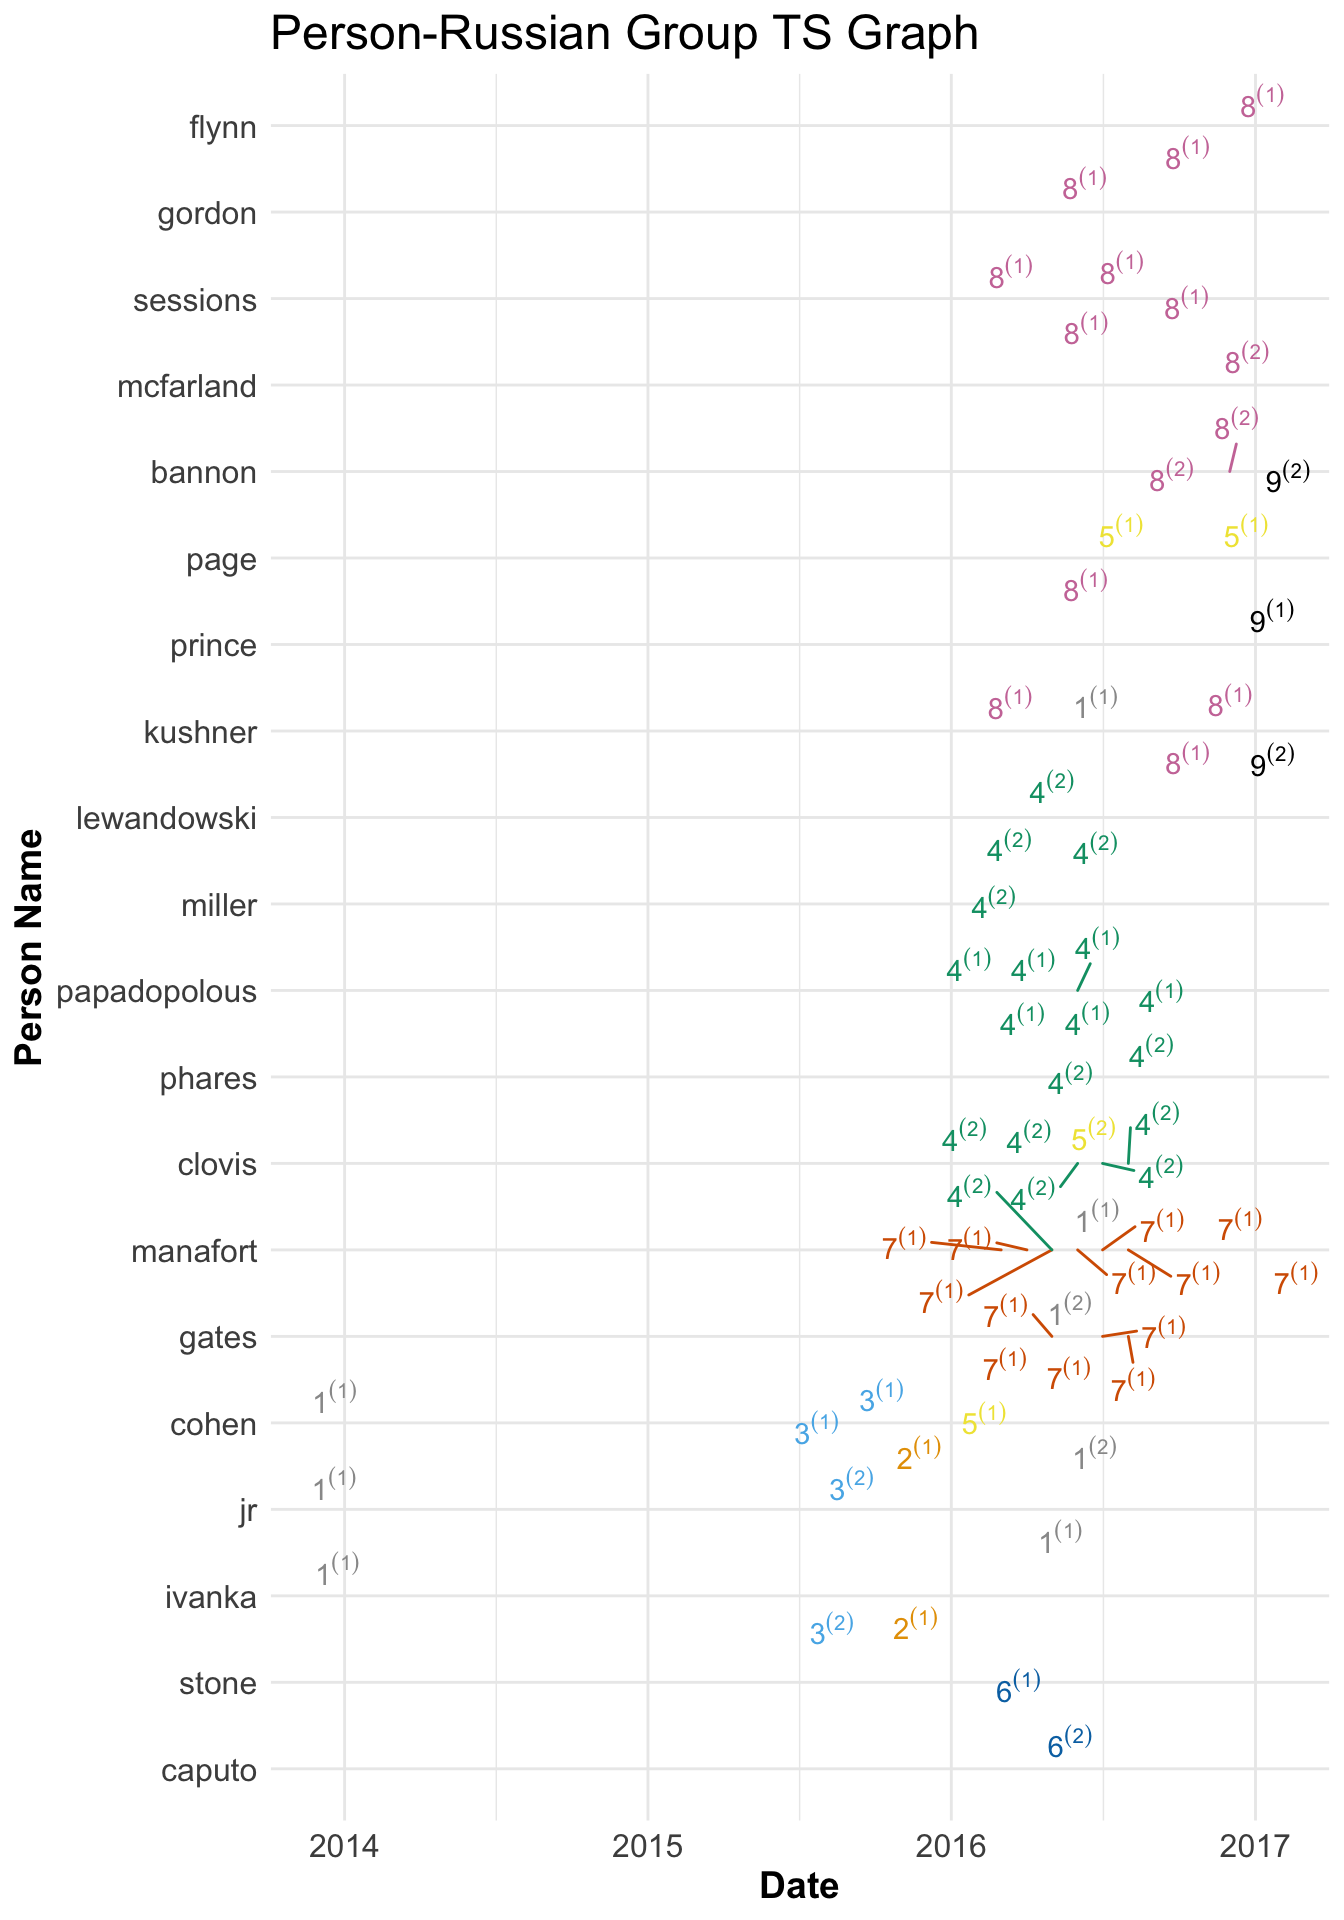 Person-Russian Group TS Graph
8(1)
flynn
8(1)
8(1)
gordon
8(1) 8(1)
sessions
8(1)
8(1)
8(2)
mcfarland
8(2)
bannon 8(2) 9(2)
5(1) 5(1)
page
8(1)
9(1)
prince
8(1) 1(1) 8(1)
kushner
8(1) 9(2)
4(2)
lewandowski
4(2) 4(2)
miller 4(2)
4(1)
4(1) 4(1)
papadopolous 4(1)
4(1) 4(1)
4(2)
phares 4(2)
4(2)
4(2) 4(2) 5(2)
clovis 4(2)
4(2) 4(2)
1(1)
7(1) 7(1)
manafort 7(1) 7(1)
7(1) 7(1) 7(1)
7(1) 7(1) 1(2)
gates 7(1)
7(1) 7(1) 7(1)
1(1) 3(1)
cohen 3(1) 5(1)
2(1) 1(2)
1(1) 3(2)
jr
1(1)
1(1)
ivanka
3(2) 2(1)
stone 6(1)
6(2)
caputo
2014 2015 2016 2017
Date
Person Name